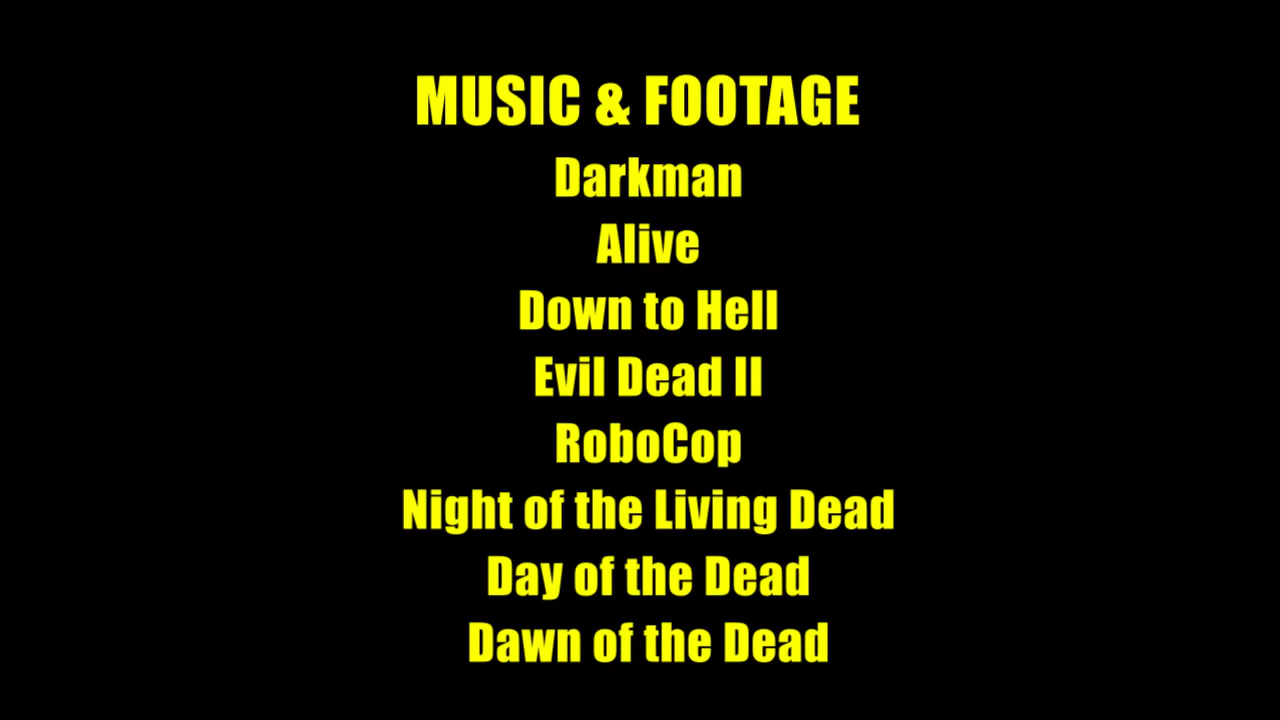 MUSIC & FOOTAGE
Darkman
Alive
Down to Hell
Evil Dead II
RoboCop
Night of the Living Dead
Day of the Dead
Dawn of the Dead